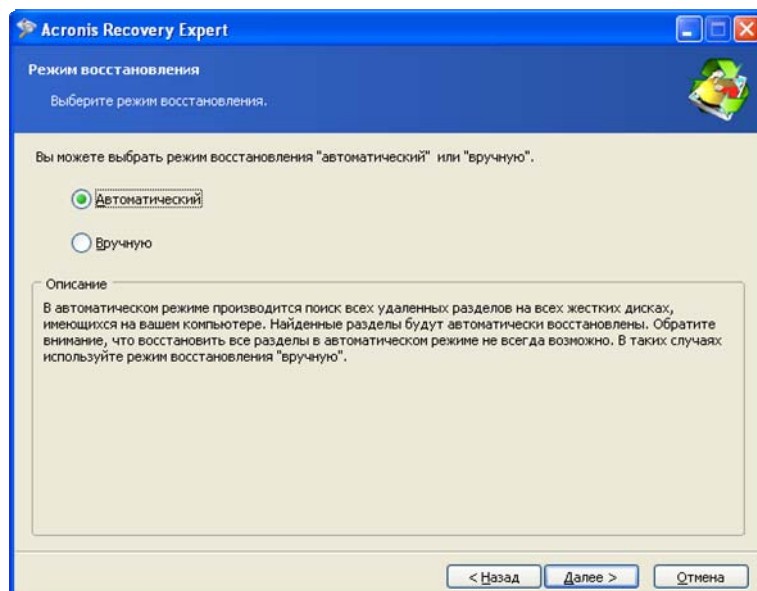 Acronis Recovery Expert
Режим восстановления
Выберите режим восстановления.
Вы можете выбрать режим восстановления "автоматический" или "вручную".
Автоматический
Вручную
Описание
В автоматическом режиме производится поиск всех удаленных разделов на всех жестких дисках,
имеющихся на вашем компьютере. Найденные разделы будут автоматически восстановлены. Обратите
внимание, что восстановить все разделы в автоматическом режиме не всегда возможно. В таких случаях
используйте режим восстановления "вручную".
< Назад
Далее >
Отмена